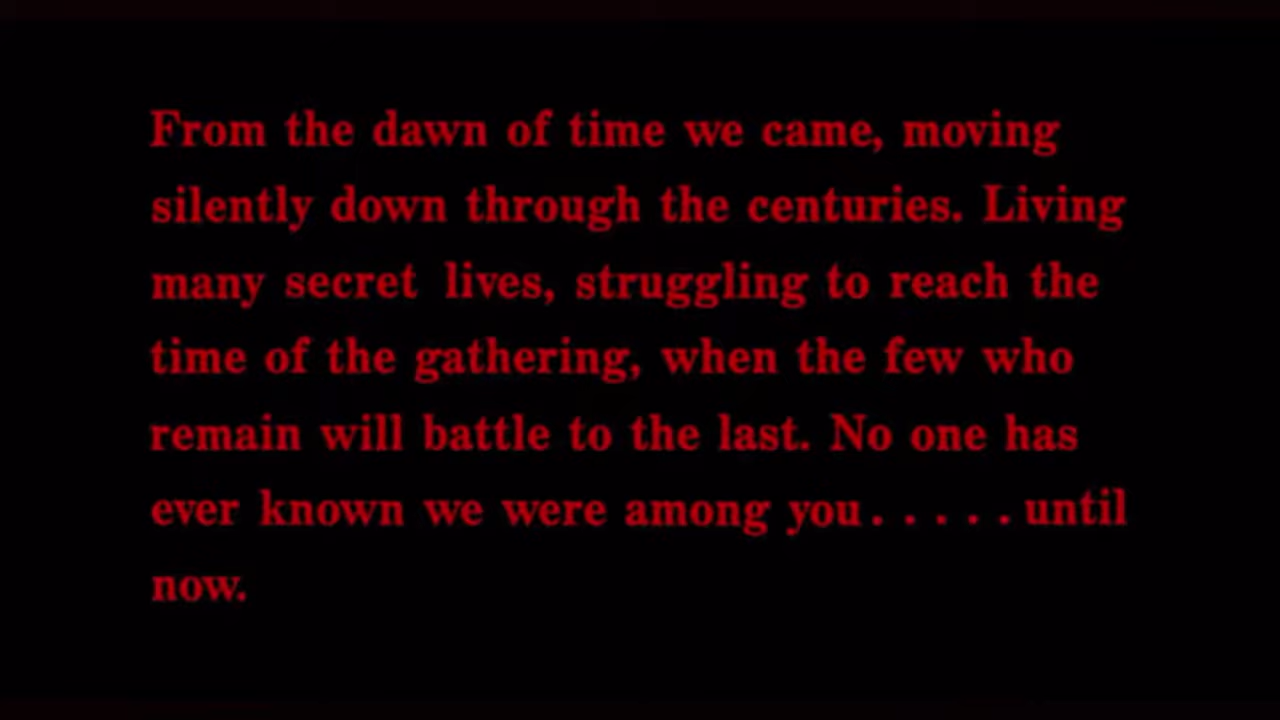 From the dawn of time we came, moving
silently down through the centuries. Living
many secret lives, struggling to reach the
time of the gathering, when the few who
remain will battle to the last. No one has
ever known we were among you.....until
now.